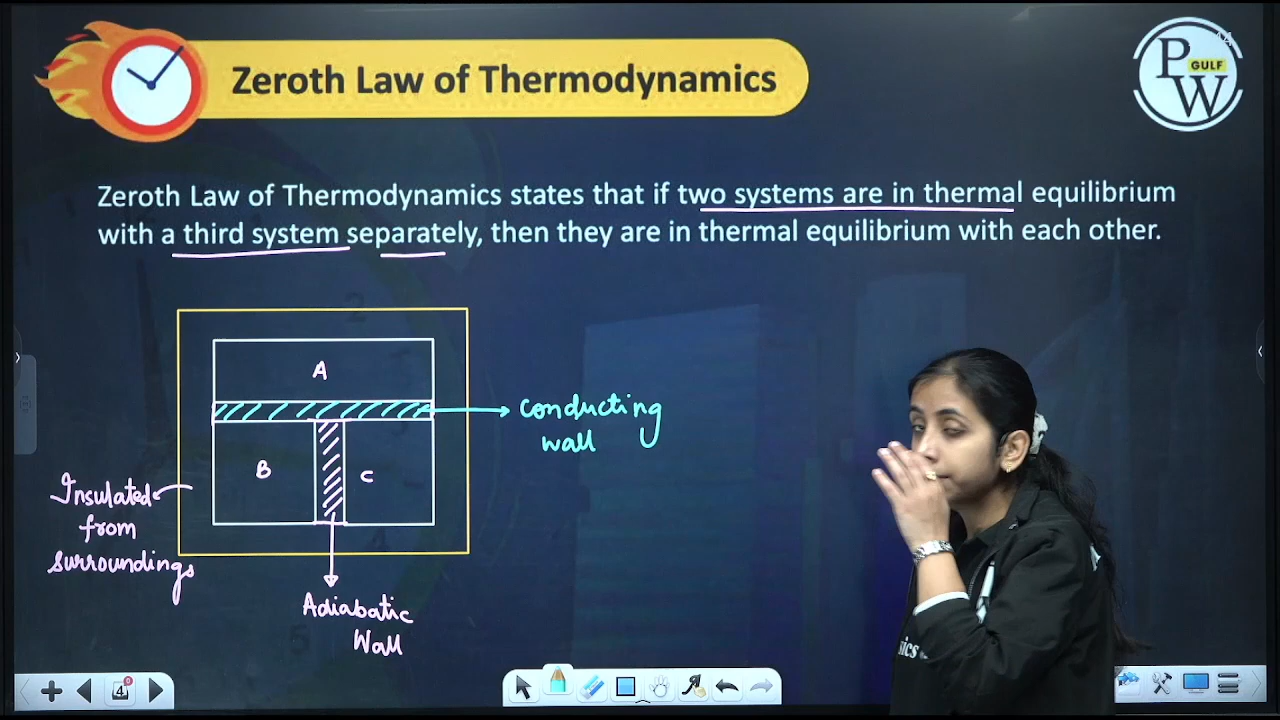 Zeroth Law of Thermodynamics
P
GULF
W
Zeroth Law of Thermodynamics states that if two systems are in thermal equilibrium
with a third system separately, then they are in thermal equilibrium with each other.
A
Conducting
wall
B
C
Insulated
from
surroundings
Adiabatic
Wall
4
sics